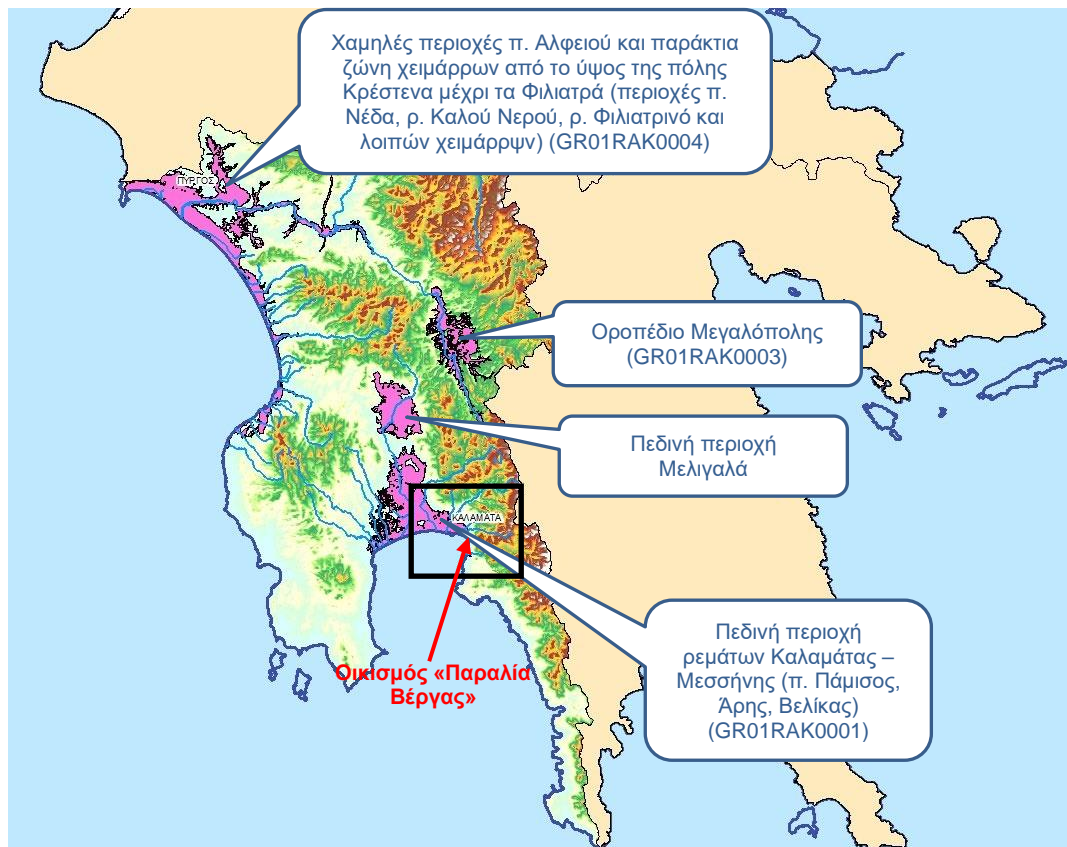 Χαμηλές περιοχές π. Αλφειού και παράκτια
ζώνη χειμάρρων από το ύψος της πόλης
Κρέστενα μέχρι τα Φιλιατρά (περιοχές π.
Νέδα, ρ. Καλού Νερού, ρ. Φιλιατρινό και
λοιπών χειμάρρψν) (GR01RAK0004)
ΠΥΡΓΟΣ
Οροπέδιο Μεγαλόπολης
(GR01RAK0003)
Πεδινή περιοχή
Μελιγαλά
ΚΑΛΑΜΑΤΑ
Οικισμός «Παραλία
Βέργας»
Πεδινή περιοχή
ρεμάτων Καλαμάτας –
Μεσσήνης (π. Πάμισος,
Άρης, Βελίκας)
(GR01RAK0001)